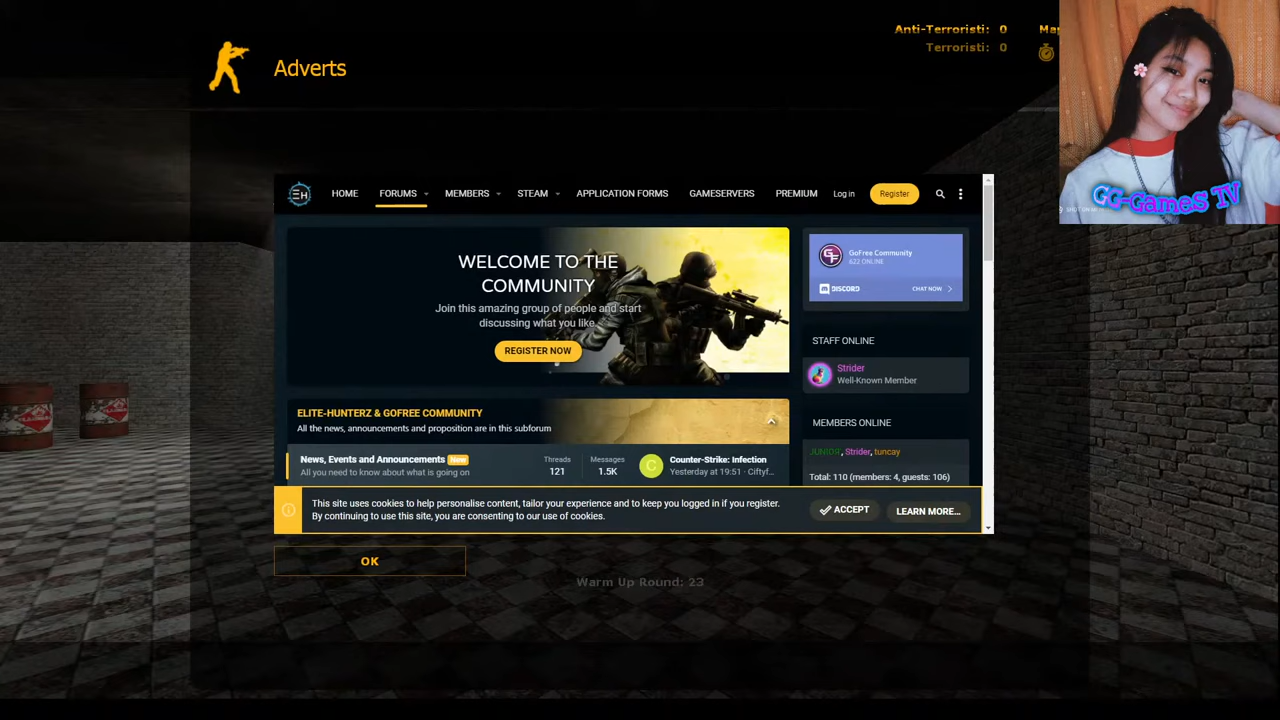 Anti-Terroristi: 0
Terroristi: 0
Adverts
GG-GameS TV
EH
HOME
FORUMS
MEMBERS
STEAM
APPLICATION FORMS
GAMESERVERS
PREMIUM
Log in
Register
WELCOME TO THE
COMMUNITY
Join this amazing group of people and start
discussing what you like.
REGISTER NOW
GoFree Community
622 ONLINE
DISCORD
CHAT NOW
STAFF ONLINE
Strider
Well-Known Member
ELITE-HUNTERZ & GOFREE COMMUNITY
All the news, announcements and proposition are in this subforum
MEMBERS ONLINE
JUNIOR, Strider, tuncay
Total: 110 (members: 4, guests: 106)
News, Events and Announcements New
All you need to know about what is going on
Threads
121
Messages
1.5K
C
Counter-Strike: Infection
Yesterday at 19:51 · Ciftyf...
This site uses cookies to help personalise content, tailor your experience and to keep you logged in if you register.
By continuing to use this site, you are consenting to our use of cookies.
ACCEPT
LEARN MORE...
OK
Warm Up Round: 23